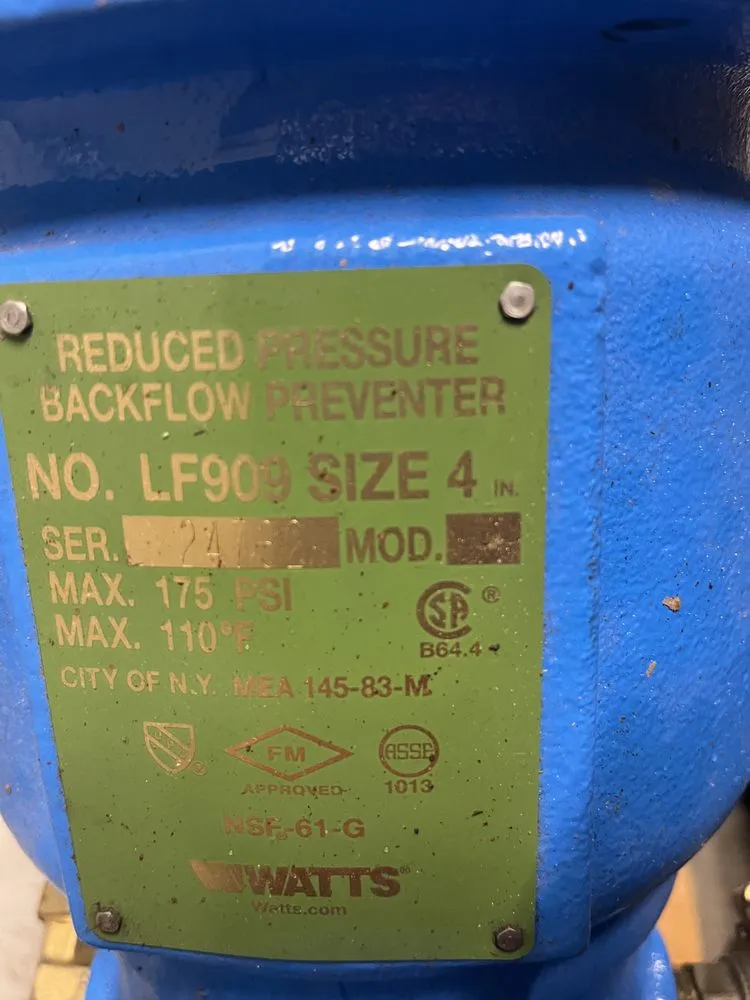 REDUCED PRESSURE
BACKFLOW PREVENTER
NO. LF909 SIZE 4 IN.
SER. MOD.
MAX. 175 PSI
MAX. 110°F
SA ®
B64.4
CITY OF N.Y. MEA 145-83-M
FM
ASSE
APPROVED
1013
NSF-61-G
WATTS®
Watts.com